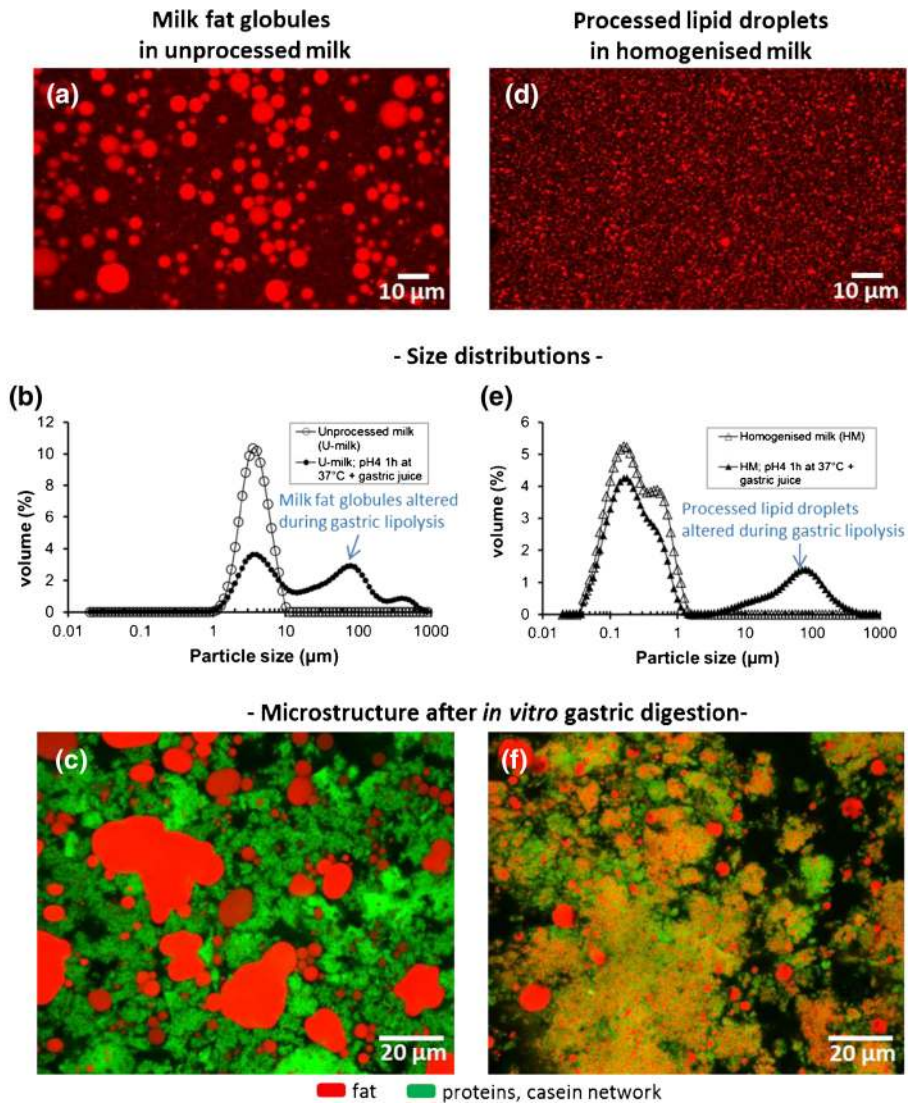 Milk fat globules
in unprocessed milk
Processed lipid droplets
in homogenised milk
(a)
10 µm
(d)
10 µm
- Size distributions -
(b)
12
10
8
6
4
2
0
volume (%)
0.01 0.1 1 10 100 1000
Particle size (µm)
Unprocessed milk
(U-milk)
U-milk; pH4 1h at
37°C + gastric juice
Milk fat globules altered
during gastric lipolysis
(e)
6
5
4
3
2
1
0
volume (%)
0.01 0.1 1 10 100 1000
Particle size (µm)
Homogenised milk (HM)
HM; pH4 1h at 37°C +
gastric juice
Processed lipid droplets
altered during gastric lipolysis
- Microstructure after in vitro gastric digestion-
(c)
20 µm
(f)
20 µm
fat
proteins, casein network